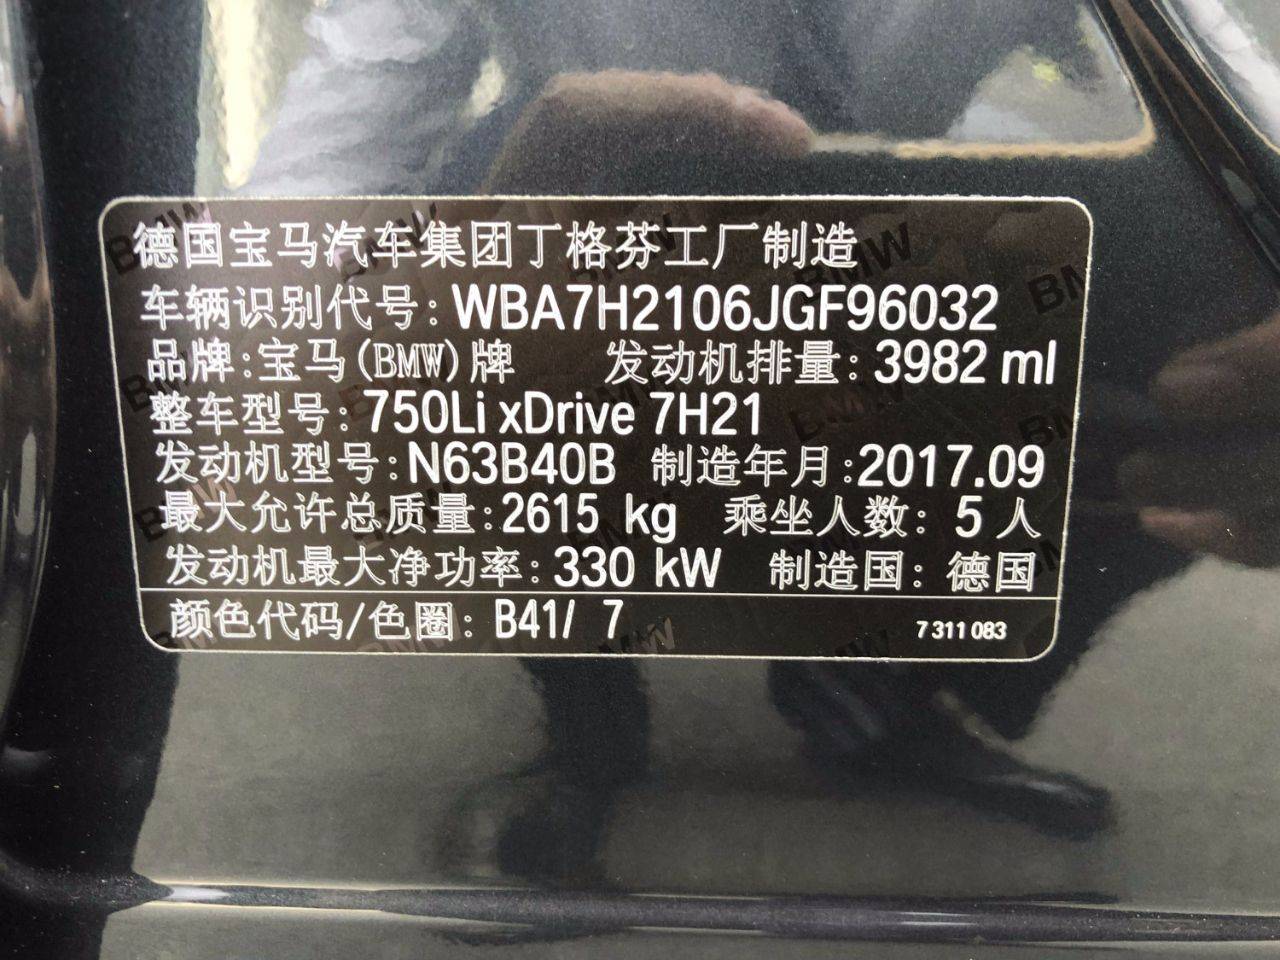 德国宝马汽车集团丁格芬工厂制造
车辆识别代号: WBA7H2106JGF96032
品牌: 宝马(BMW)牌 发动机排量: 3982 ml
整车型号: 750Li xDrive 7H21
发动机型号: N63B40B 制造年月: 2017.09
最大允许总质量: 2615 kg 乘坐人数: 5 人
发动机最大净功率: 330 kW 制造国: 德国
颜色代码/色圈: B41/ 7 7 311 083